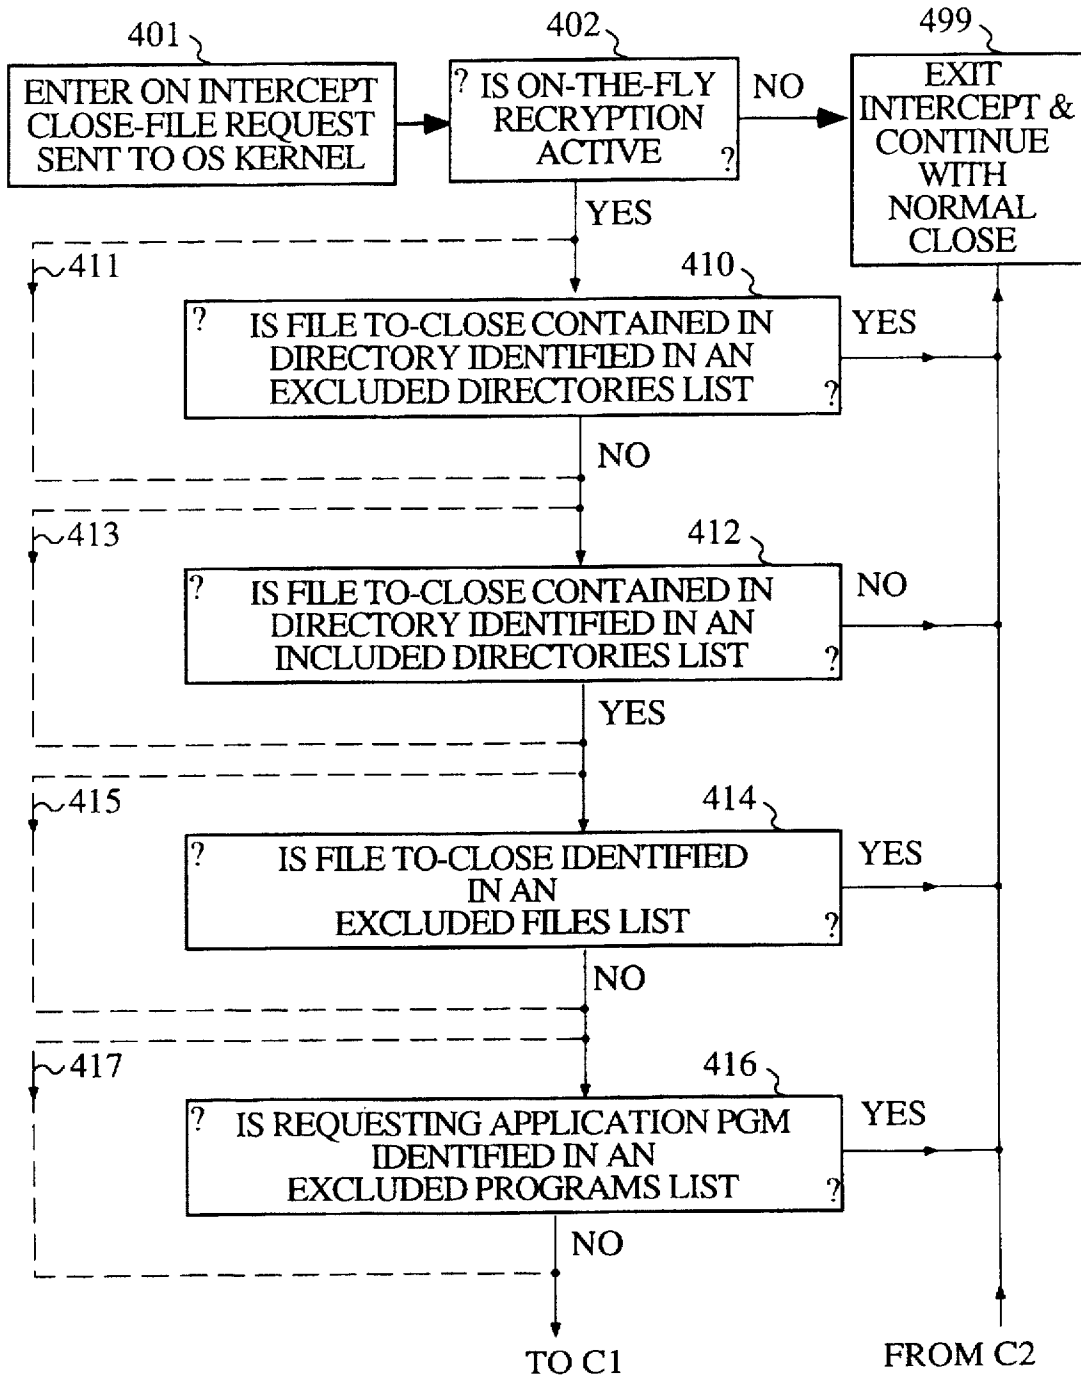 401
ENTER ON INTERCEPT
CLOSE-FILE REQUEST
SENT TO OS KERNEL
402
? IS ON-THE-FLY
RECRYPTION
ACTIVE ?
NO
499
EXIT
INTERCEPT &
CONTINUE
WITH
NORMAL
CLOSE
YES
411
410
? IS FILE TO-CLOSE CONTAINED IN
DIRECTORY IDENTIFIED IN AN
EXCLUDED DIRECTORIES LIST ?
YES
NO
413
412
? IS FILE TO-CLOSE CONTAINED IN
DIRECTORY IDENTIFIED IN AN
INCLUDED DIRECTORIES LIST ?
NO
YES
415
414
? IS FILE TO-CLOSE IDENTIFIED
IN AN
EXCLUDED FILES LIST ?
YES
NO
417
416
? IS REQUESTING APPLICATION PGM
IDENTIFIED IN AN
EXCLUDED PROGRAMS LIST ?
YES
NO
TO C1
FROM C2